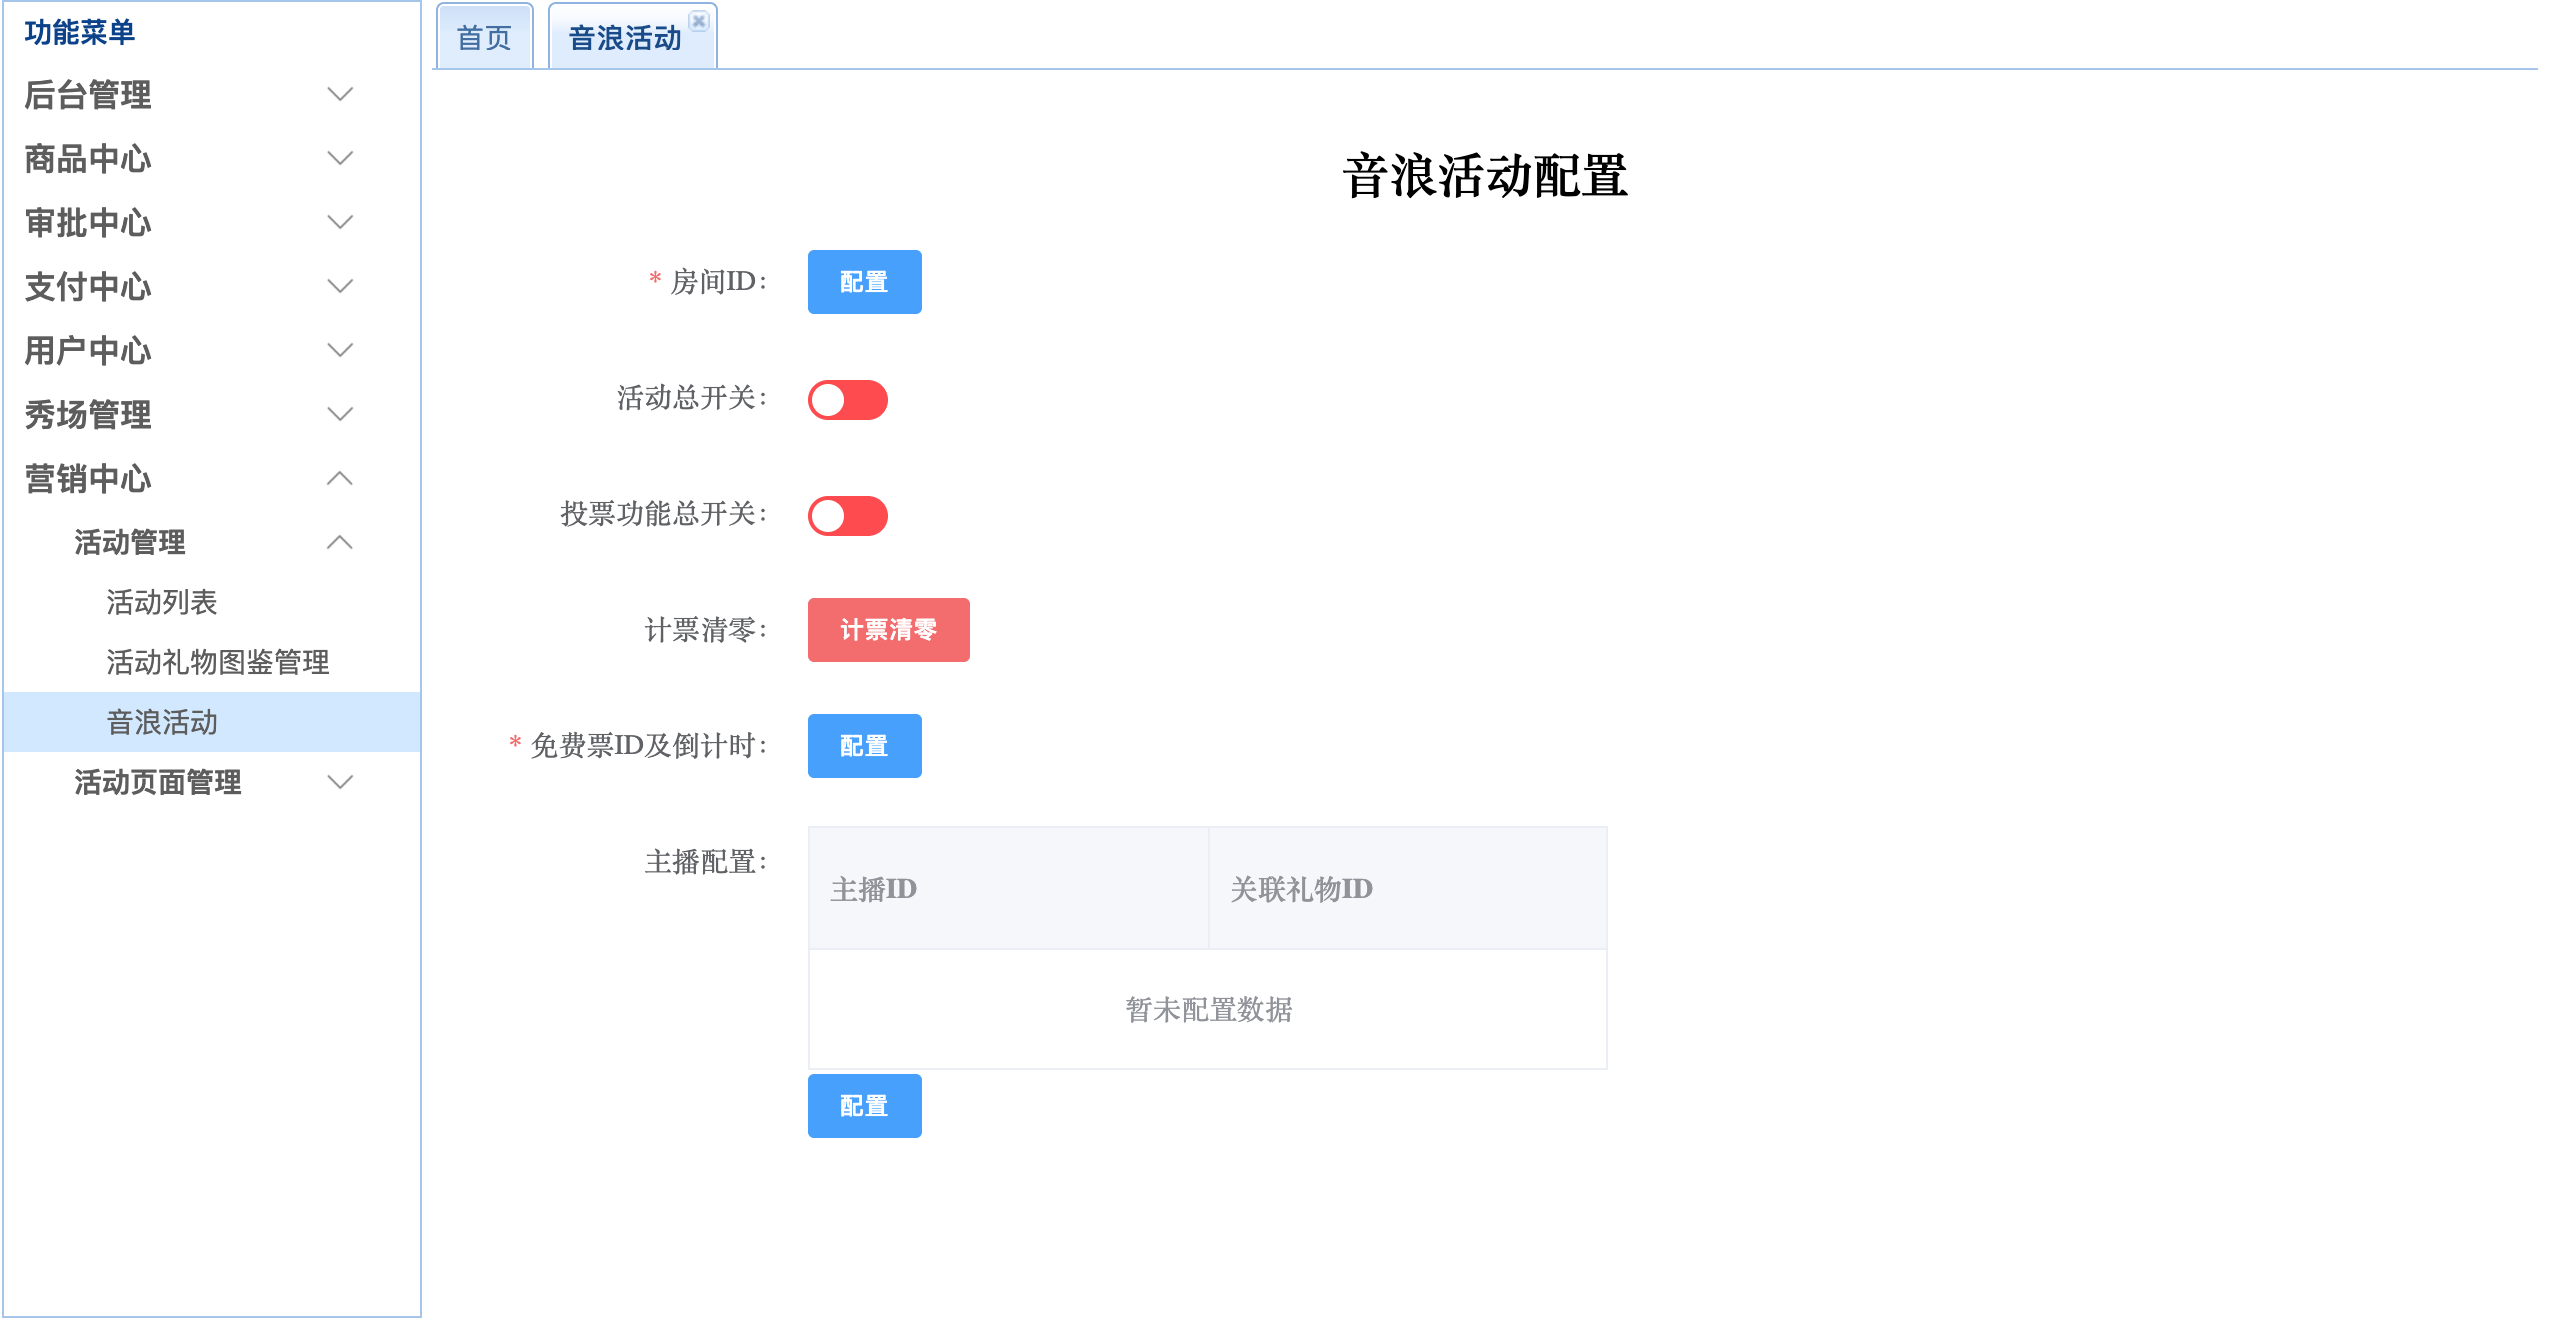 功能菜单
后台管理
商品中心
审批中心
支付中心
用户中心
秀场管理
营销中心
活动管理
活动列表
活动礼物图鉴管理
音浪活动
活动页面管理
首页
音浪活动
音浪活动配置
* 房间ID：
配置
活动总开关：
投票功能总开关：
计票清零：
计票清零
* 免费票ID及倒计时：
配置
主播配置：
主播ID
关联礼物ID
暂未配置数据
配置